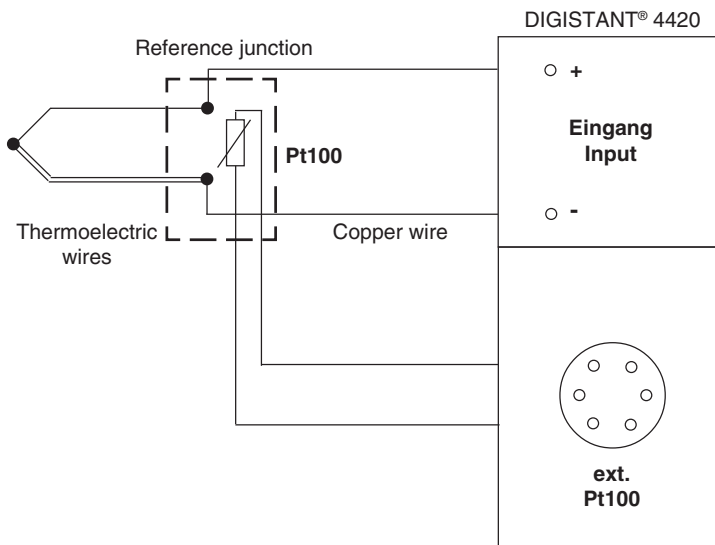 DIGISTANT® 4420
Reference junction
+
Eingang
Input
Pt100
-
Thermoelectric
wires
Copper wire
ext.
Pt100